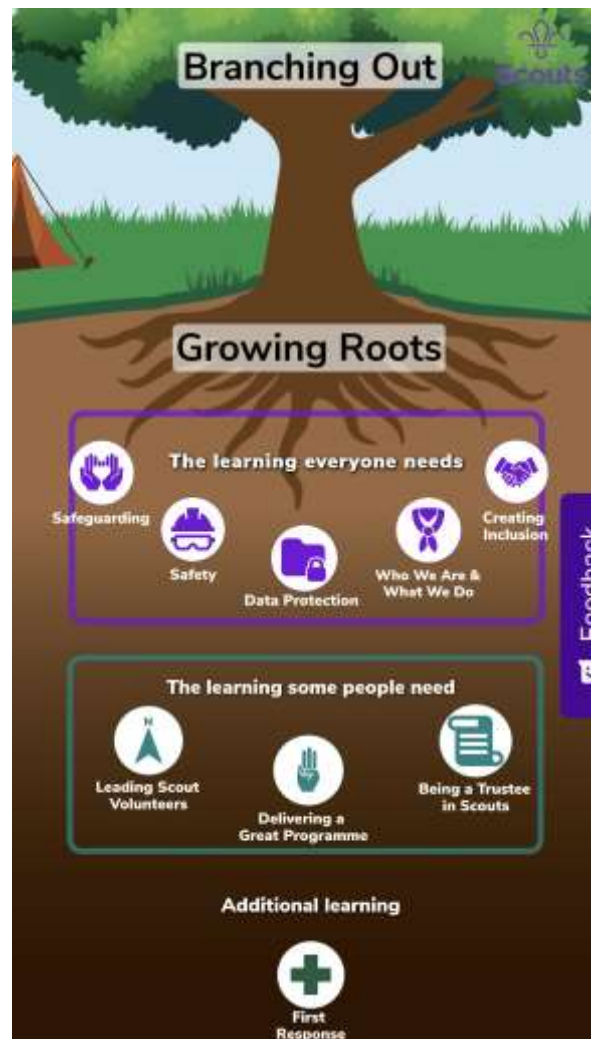 Branching Out
Scouts
Growing Roots
The learning everyone needs
Safeguarding
Safety
Data Protection
Who We Are &
What We Do
Creating
Inclusion
Feedback
The learning some people need
N
Leading Scout
Volunteers
Delivering a
Great Programme
Being a Trustee
in Scouts
Additional learning
First
Response